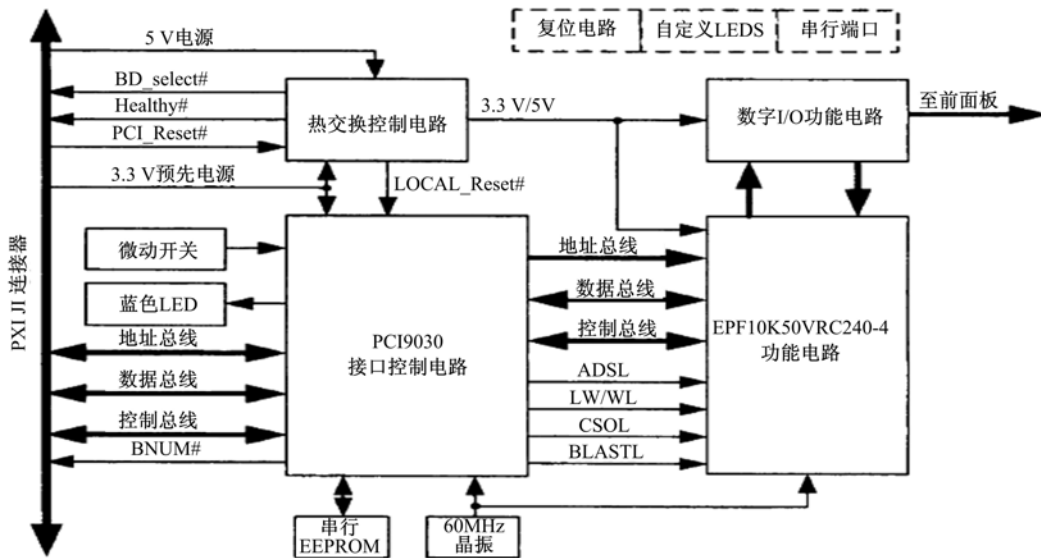 复位电路
自定义LEDS
串行端口
5 V电源
BD_select#
Healthy#
PCI_Reset#
3.3 V预先电源
热交换控制电路
3.3 V/5V
数字I/O功能电路
至前面板
LOCAL_Reset#
PXI JI 连接器
微动开关
蓝色LED
地址总线
数据总线
控制总线
BNUM#
PCI9030
接口控制电路
地址总线
数据总线
控制总线
ADSL
LW/WL
CSOL
BLASTL
EPF10K50VRC240-4
功能电路
串行
EEPROM
60MHz
晶振